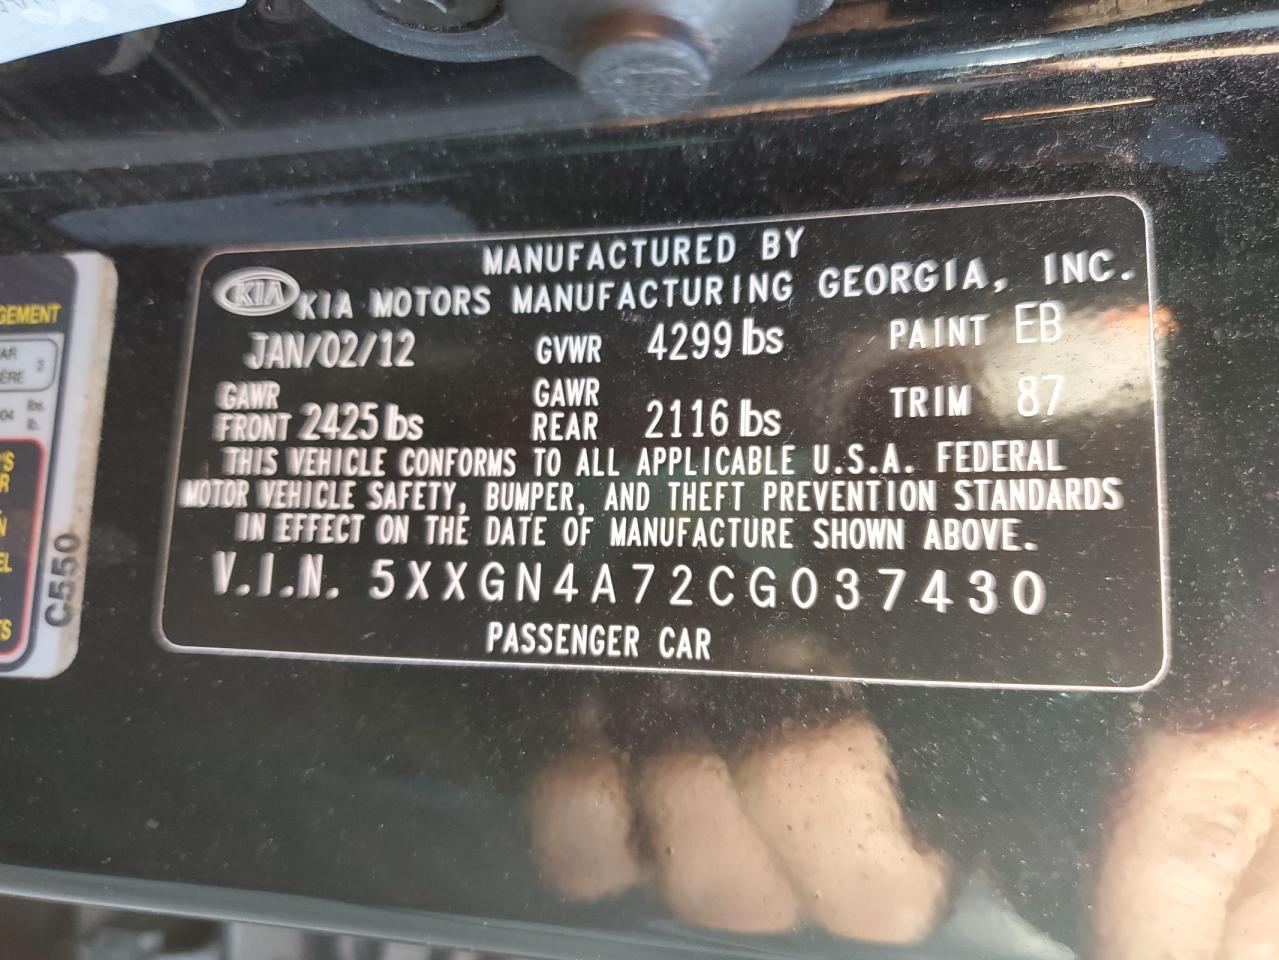 MANUFACTURED BY
KIA KIA MOTORS MANUFACTURING GEORGIA, INC.
JAN/02/12 GVWR 4299 lbs PAINT EB
GAWR FRONT 2425 lbs GAWR REAR 2116 lbs TRIM 87
THIS VEHICLE CONFORMS TO ALL APPLICABLE U.S.A. FEDERAL
MOTOR VEHICLE SAFETY, BUMPER, AND THEFT PREVENTION STANDARDS
IN EFFECT ON THE DATE OF MANUFACTURE SHOWN ABOVE.
V.I.N. 5XXGN4A72CG037430
PASSENGER CAR
C550